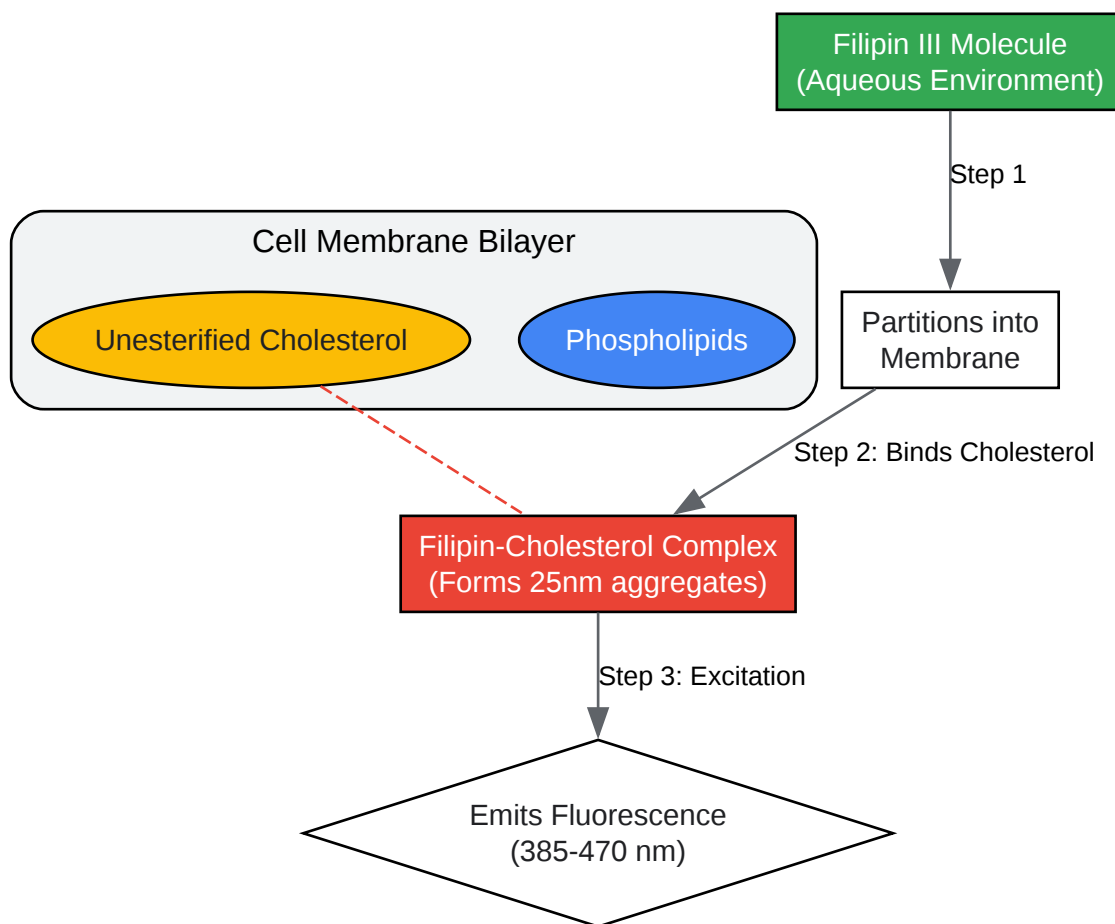 Filipin III Molecule
(Aqueous Environment)
Step 1
Cell Membrane Bilayer
Unesterified Cholesterol
Phospholipids
Partitions into
Membrane
Step 2: Binds Cholesterol
Filipin-Cholesterol Complex
(Forms 25nm aggregates)
Step 3: Excitation
Emits Fluorescence
(385-470 nm)